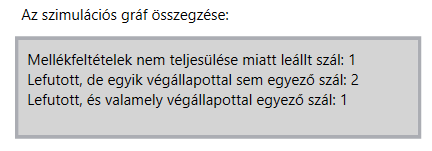 Az szimulációs gráf összegzése:
Mellékfeltételek nem teljesülése miatt leállt szál: 1
Lefutott, de egyik végállapottal sem egyező szál: 2
Lefutott, és valamely végállapottal egyező szál: 1